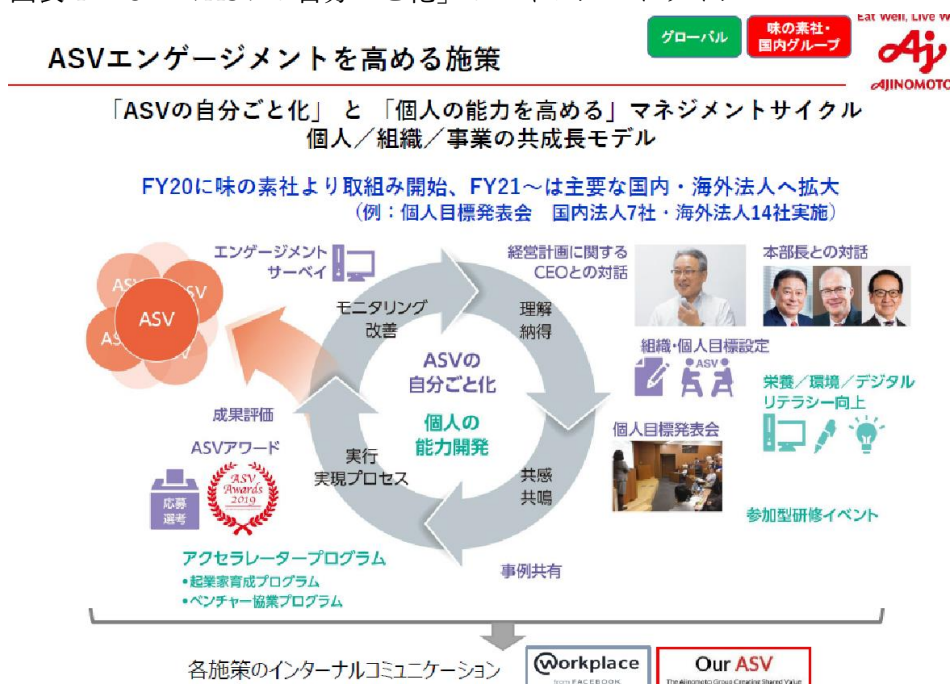 グローバル
味の素社・
国内グループ
Eat Well, Live W
AJINOMOTO
ASVエンゲージメントを高める施策
「ASVの自分ごと化」 と 「個人の能力を高める」マネジメントサイクル
個人／組織／事業の共成長モデル
FY20に味の素社より取組み開始、FY21～は主要な国内・海外法人へ拡大
（例：個人目標発表会　国内法人7社・海外法人14社実施）
エンゲージメント
サーベイ
経営計画に関する
CEOとの対話
本部長との対話
ASV
モニタリング
改善
理解
納得
ASVの
自分ごと化
個人の
能力開発
組織・個人目標設定
ASV
栄養／環境／デジタル
リテラシー向上
成果評価
ASVアワード
応募
選考
ASV
Awards
2019
実行
実現プロセス
共感
共鳴
個人目標発表会
参加型研修イベント
アクセラレータープログラム
•起業家育成プログラム
•ベンチャー協業プログラム
事例共有
各施策のインターナルコミュニケーション
Workplace
from FACEBOOK
Our ASV
The Ajinomoto Group Creating Shared Value